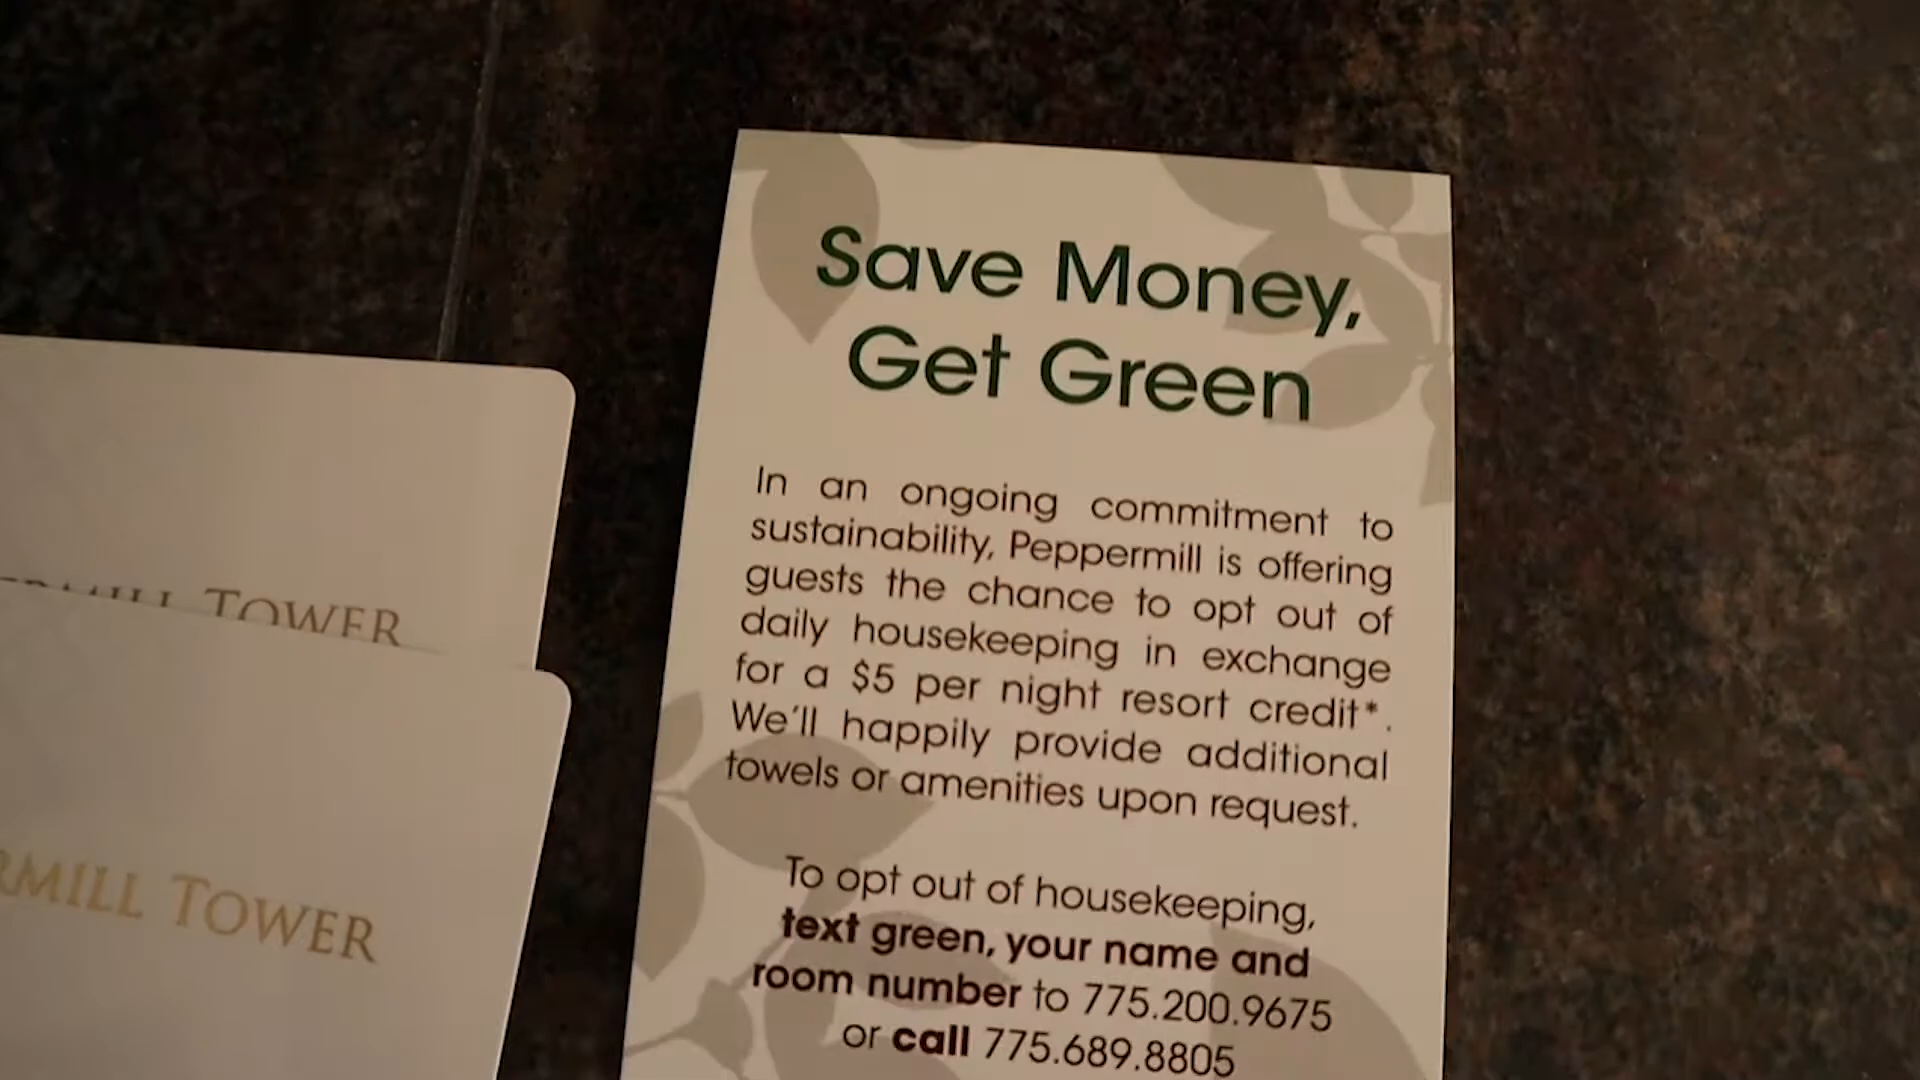 Save Money,
Get Green
In an ongoing commitment to
sustainability, Peppermill is offering
guests the chance to opt out of
daily housekeeping in exchange
for a $5 per night resort credit*.
We'll happily provide additional
towels or amenities upon request.
To opt out of housekeeping,
text green, your name and
room number to 775.200.9675
or call 775.689.8805
TOWER
RMILL TOWER